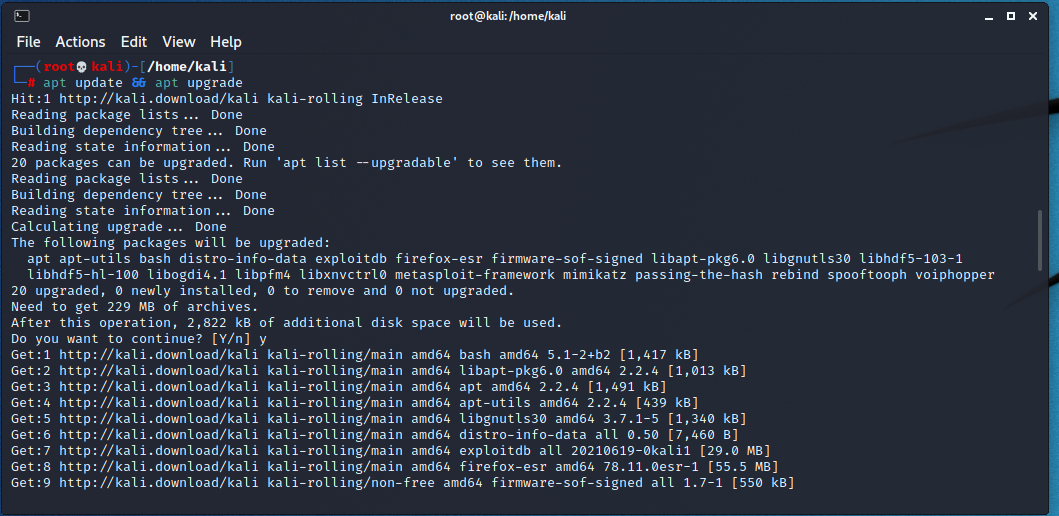 root@kali: /home/kali
File Actions Edit View Help
┌──(root💀kali)-[/home/kali]
└─# apt update && apt upgrade
Hit:1 http://kali.download/kali kali-rolling InRelease
Reading package lists... Done
Building dependency tree... Done
Reading state information... Done
20 packages can be upgraded. Run 'apt list --upgradable' to see them.
Reading package lists... Done
Building dependency tree... Done
Reading state information... Done
Calculating upgrade... Done
The following packages will be upgraded:
  apt apt-utils bash distro-info-data exploitdb firefox-esr firmware-sof-signed libapt-pkg6.0 libgnutls30 libhdf5-103-1
  libhdf5-hl-100 libogdi4.1 libpfm4 libxnvctrl0 metasploit-framework mimikatz passing-the-hash rebind spooftooph voiphopper
20 upgraded, 0 newly installed, 0 to remove and 0 not upgraded.
Need to get 229 MB of archives.
After this operation, 2,822 kB of additional disk space will be used.
Do you want to continue? [Y/n] y
Get:1 http://kali.download/kali kali-rolling/main amd64 bash amd64 5.1-2+b2 [1,417 kB]
Get:2 http://kali.download/kali kali-rolling/main amd64 libapt-pkg6.0 amd64 2.2.4 [1,013 kB]
Get:3 http://kali.download/kali kali-rolling/main amd64 apt amd64 2.2.4 [1,491 kB]
Get:4 http://kali.download/kali kali-rolling/main amd64 apt-utils amd64 2.2.4 [439 kB]
Get:5 http://kali.download/kali kali-rolling/main amd64 libgnutls30 amd64 3.7.1-5 [1,340 kB]
Get:6 http://kali.download/kali kali-rolling/main amd64 distro-info-data all 0.50 [7,460 B]
Get:7 http://kali.download/kali kali-rolling/main amd64 exploitdb all 20210619-0kali1 [29.0 MB]
Get:8 http://kali.download/kali kali-rolling/main amd64 firefox-esr amd64 78.11.0esr-1 [55.5 MB]
Get:9 http://kali.download/kali kali-rolling/non-free amd64 firmware-sof-signed all 1.7-1 [550 kB]